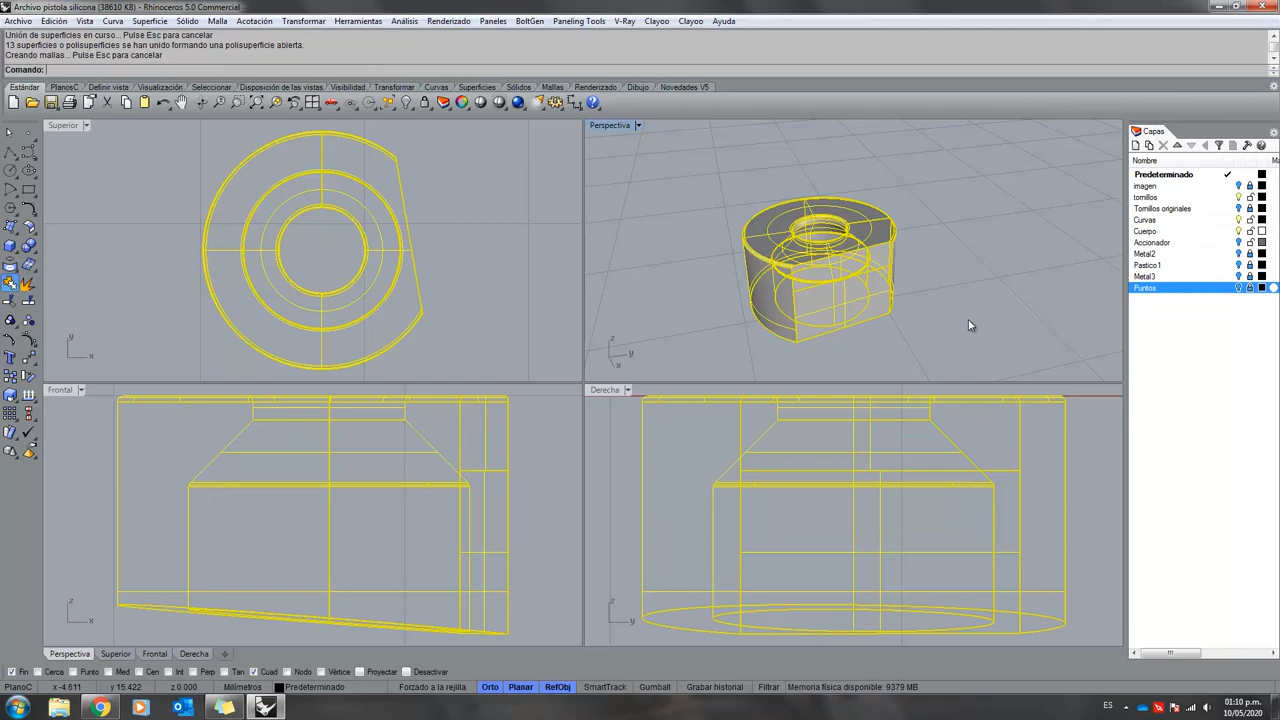 Archivo pistola silicona (38610 KB) - Rhinoceros 5.0 Commercial
Archivo Edición Vista Curva Superficie Sólido Malla Acotación Transformar Herramientas Análisis Renderizado Paneles BoltGen Paneling Tools V-Ray Clayoo Clayoo Ayuda
Unión de superficies en curso... Pulse Esc para cancelar
13 superficies o polisuperficies se han unido formando una polisuperficie abierta.
Creando mallas... Pulse Esc para cancelar
Comando:
Estándar PlanosC Definir vista Visualización Seleccionar Disposición de las vistas Visibilidad Transformar Curvas Superficies Sólidos Mallas Renderizado Dibujo Novedades V5
Superior
Perspectiva
Capas
Nombre
Predeterminado
imagen
tornillos
Tornillos originales
Curvas
Cuerpo
Accionador
Metal2
Pastico1
Metal3
Puntos
y
x
z
y
x
Frontal
Derecha
z
x
z
y
Perspectiva Superior Frontal Derecha
Fin Cerca Punto Med Cen Int Perp Tan Cuad Nodo Vértice Proyectar Desactivar
PlanoC x -4.611 y 15.422 z 0.000 Milímetros Predeterminado Forzado a la rejilla Orto Planar RefObj SmartTrack Gumball Grabar historial Filtrar Memoria física disponible: 9379 MB
ES 01:10 p.m.
10/05/2020